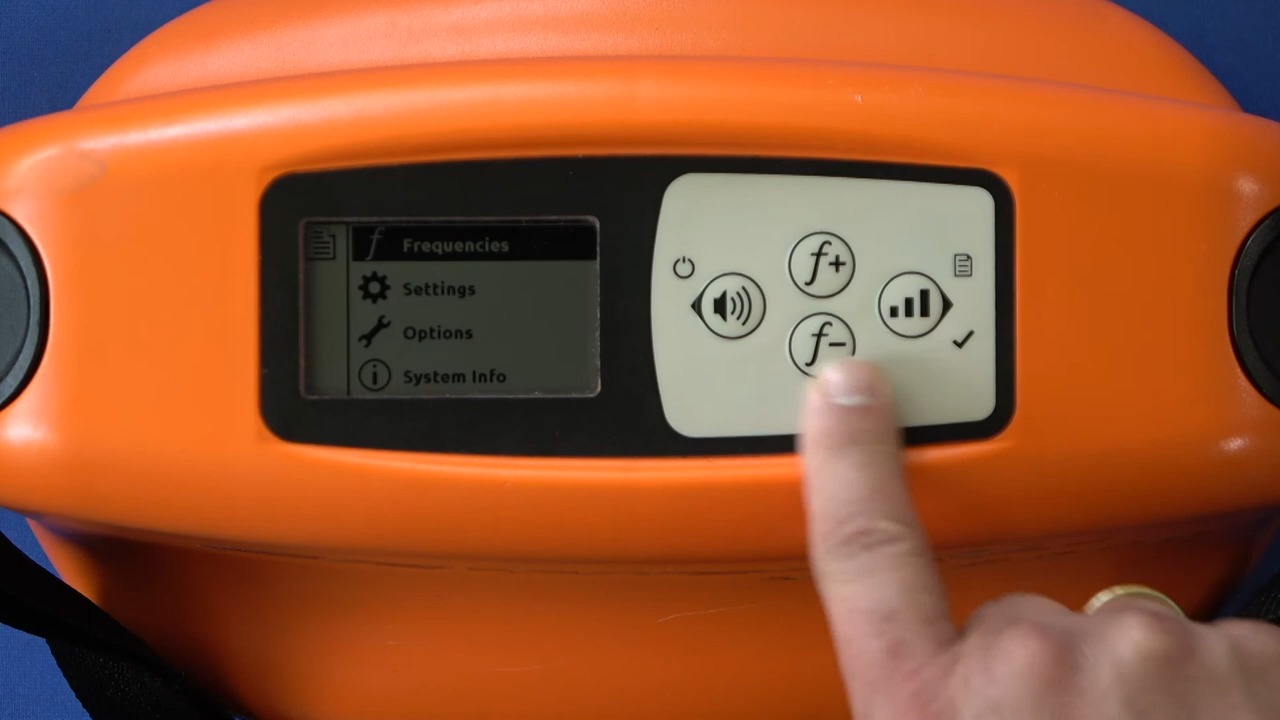 Frequencies
Settings
Options
System Info
f+
f-